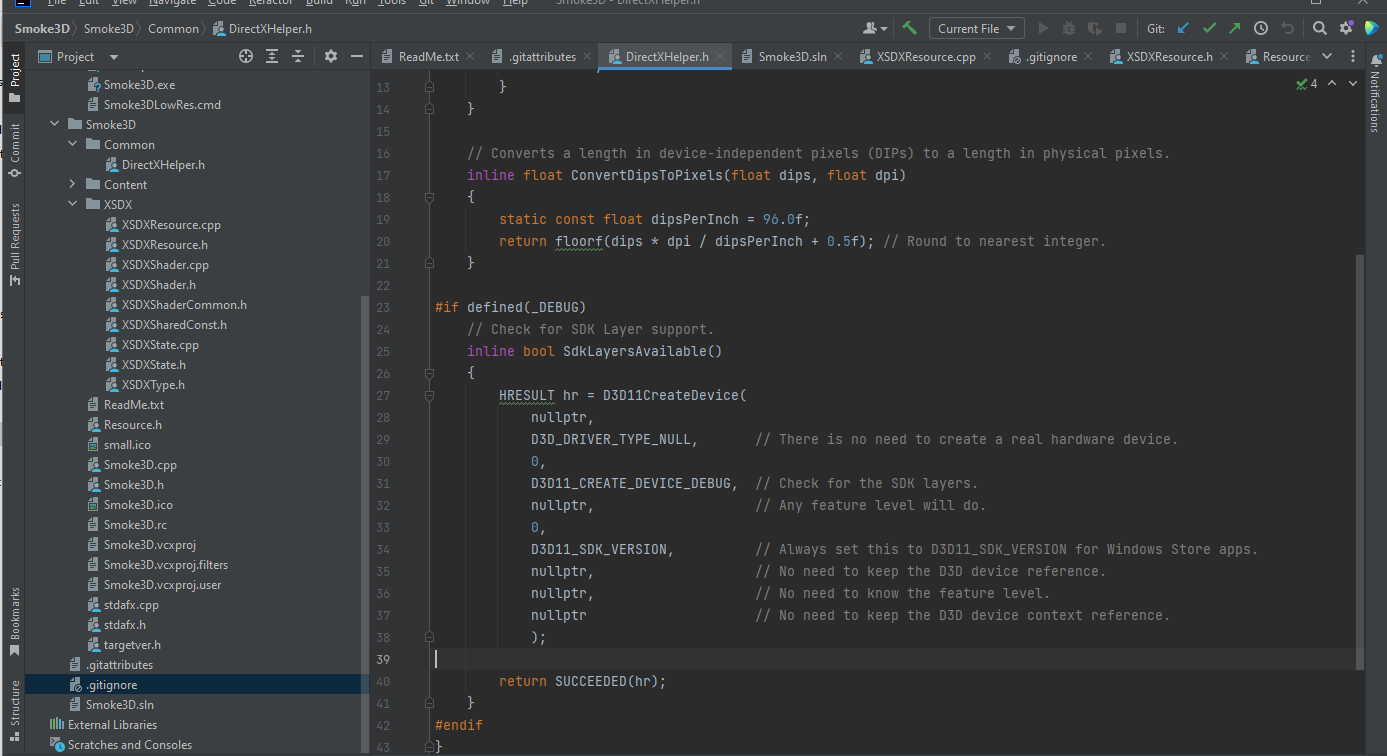 File Edit View Navigate Code Refactor Build Run Tools Git Window Help Smoke3D - DirectXHelper.h
Smoke3D Smoke3D Common DirectXHelper.h Current File Git:
Project ReadMe.txt .gitattributes DirectXHelper.h Smoke3D.sln XSDXResource.cpp .gitignore XSDXResource.h Resource
Project
Commit
Pull Requests
Bookmarks
Structure
Smoke3D.exe
Smoke3DLowRes.cmd
Smoke3D
Common
DirectXHelper.h
Content
XSDX
XSDXResource.cpp
XSDXResource.h
XSDXShader.cpp
XSDXShader.h
XSDXShaderCommon.h
XSDXSharedConst.h
XSDXState.cpp
XSDXState.h
XSDXType.h
ReadMe.txt
Resource.h
small.ico
Smoke3D.cpp
Smoke3D.h
Smoke3D.ico
Smoke3D.rc
Smoke3D.vcxproj
Smoke3D.vcxproj.filters
Smoke3D.vcxproj.user
stdafx.cpp
stdafx.h
targetver.h
.gitattributes
.gitignore
Smoke3D.sln
External Libraries
Scratches and Consoles
13 }
14 }
15
16 // Converts a length in device-independent pixels (DIPs) to a length in physical pixels.
17 inline float ConvertDipsToPixels(float dips, float dpi)
18 {
19 static const float dipsPerInch = 96.0f;
20 return floorf(dips * dpi / dipsPerInch + 0.5f); // Round to nearest integer.
21 }
22
23 #if defined(_DEBUG)
24 // Check for SDK Layer support.
25 inline bool SdkLayersAvailable()
26 {
27 HRESULT hr = D3D11CreateDevice(
28 nullptr,
29 D3D_DRIVER_TYPE_NULL, // There is no need to create a real hardware device.
30 0,
31 D3D11_CREATE_DEVICE_DEBUG, // Check for the SDK layers.
32 nullptr, // Any feature level will do.
33 0,
34 D3D11_SDK_VERSION, // Always set this to D3D11_SDK_VERSION for Windows Store apps.
35 nullptr, // No need to keep the D3D device reference.
36 nullptr, // No need to know the feature level.
37 nullptr // No need to keep the D3D device context reference.
38 );
39
40 return SUCCEEDED(hr);
41 }
42 #endif
43 }
4
Notifications